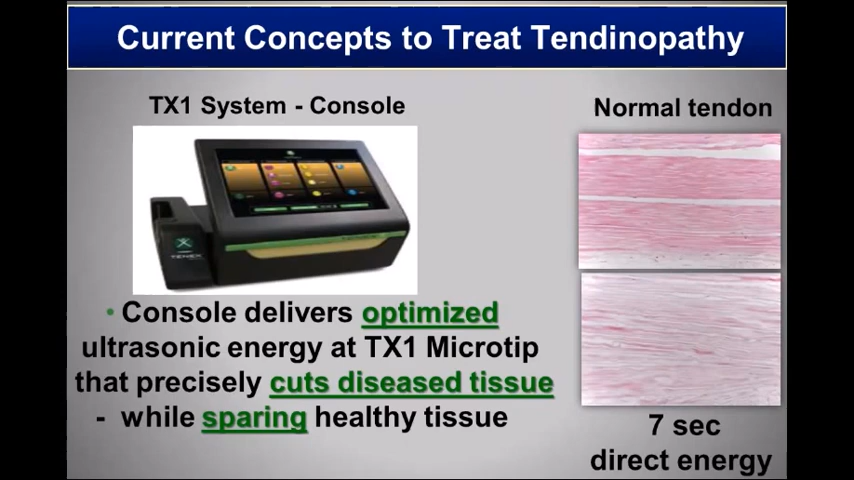 Current Concepts to Treat Tendinopathy
TX1 System - Console
Normal tendon
TENEX
• Console delivers optimized
ultrasonic energy at TX1 Microtip
that precisely cuts diseased tissue
- while sparing healthy tissue
7 sec
direct energy